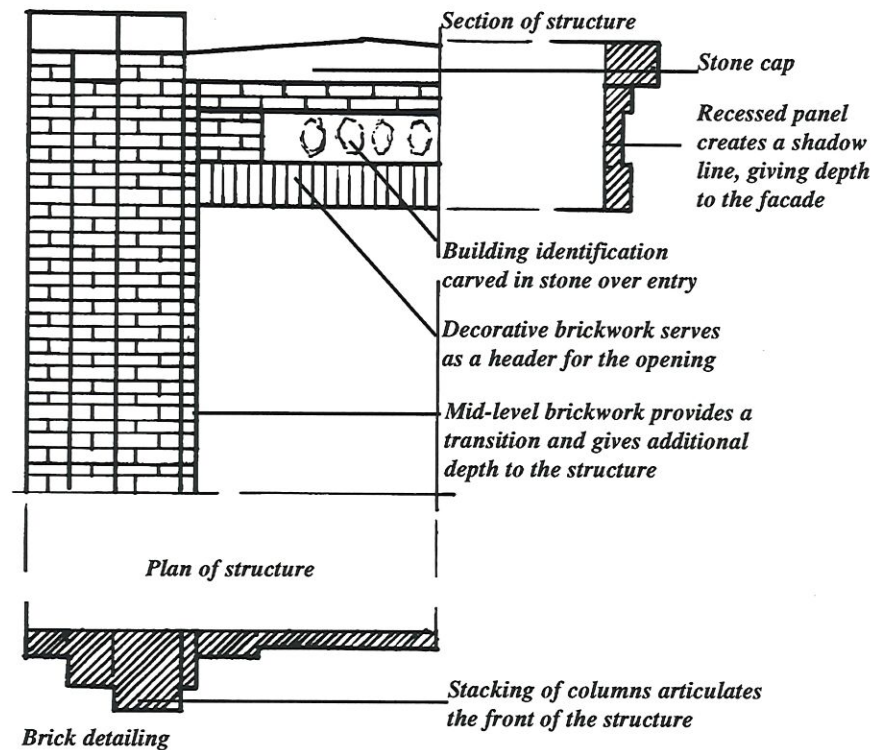 Section of structure
Stone cap
Recessed panel
creates a shadow
line, giving depth
to the facade
Building identification
carved in stone over entry
Decorative brickwork serves
as a header for the opening
Mid-level brickwork provides a
transition and gives additional
depth to the structure
Plan of structure
Stacking of columns articulates
the front of the structure
Brick detailing